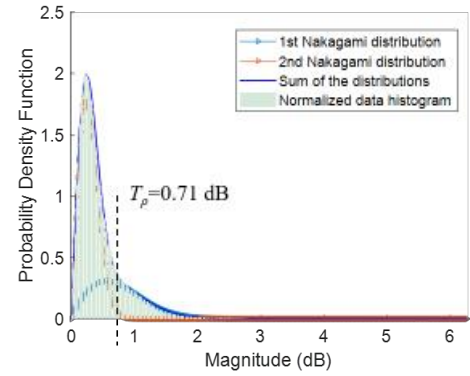 2.5
2
1.5
1
0.5
0
Probability Density Function
1st Nakagami distribution
2nd Nakagami distribution
Sum of the distributions
Normalized data histogram
Tρ=0.71 dB
0 1 2 3 4 5 6
Magnitude (dB)